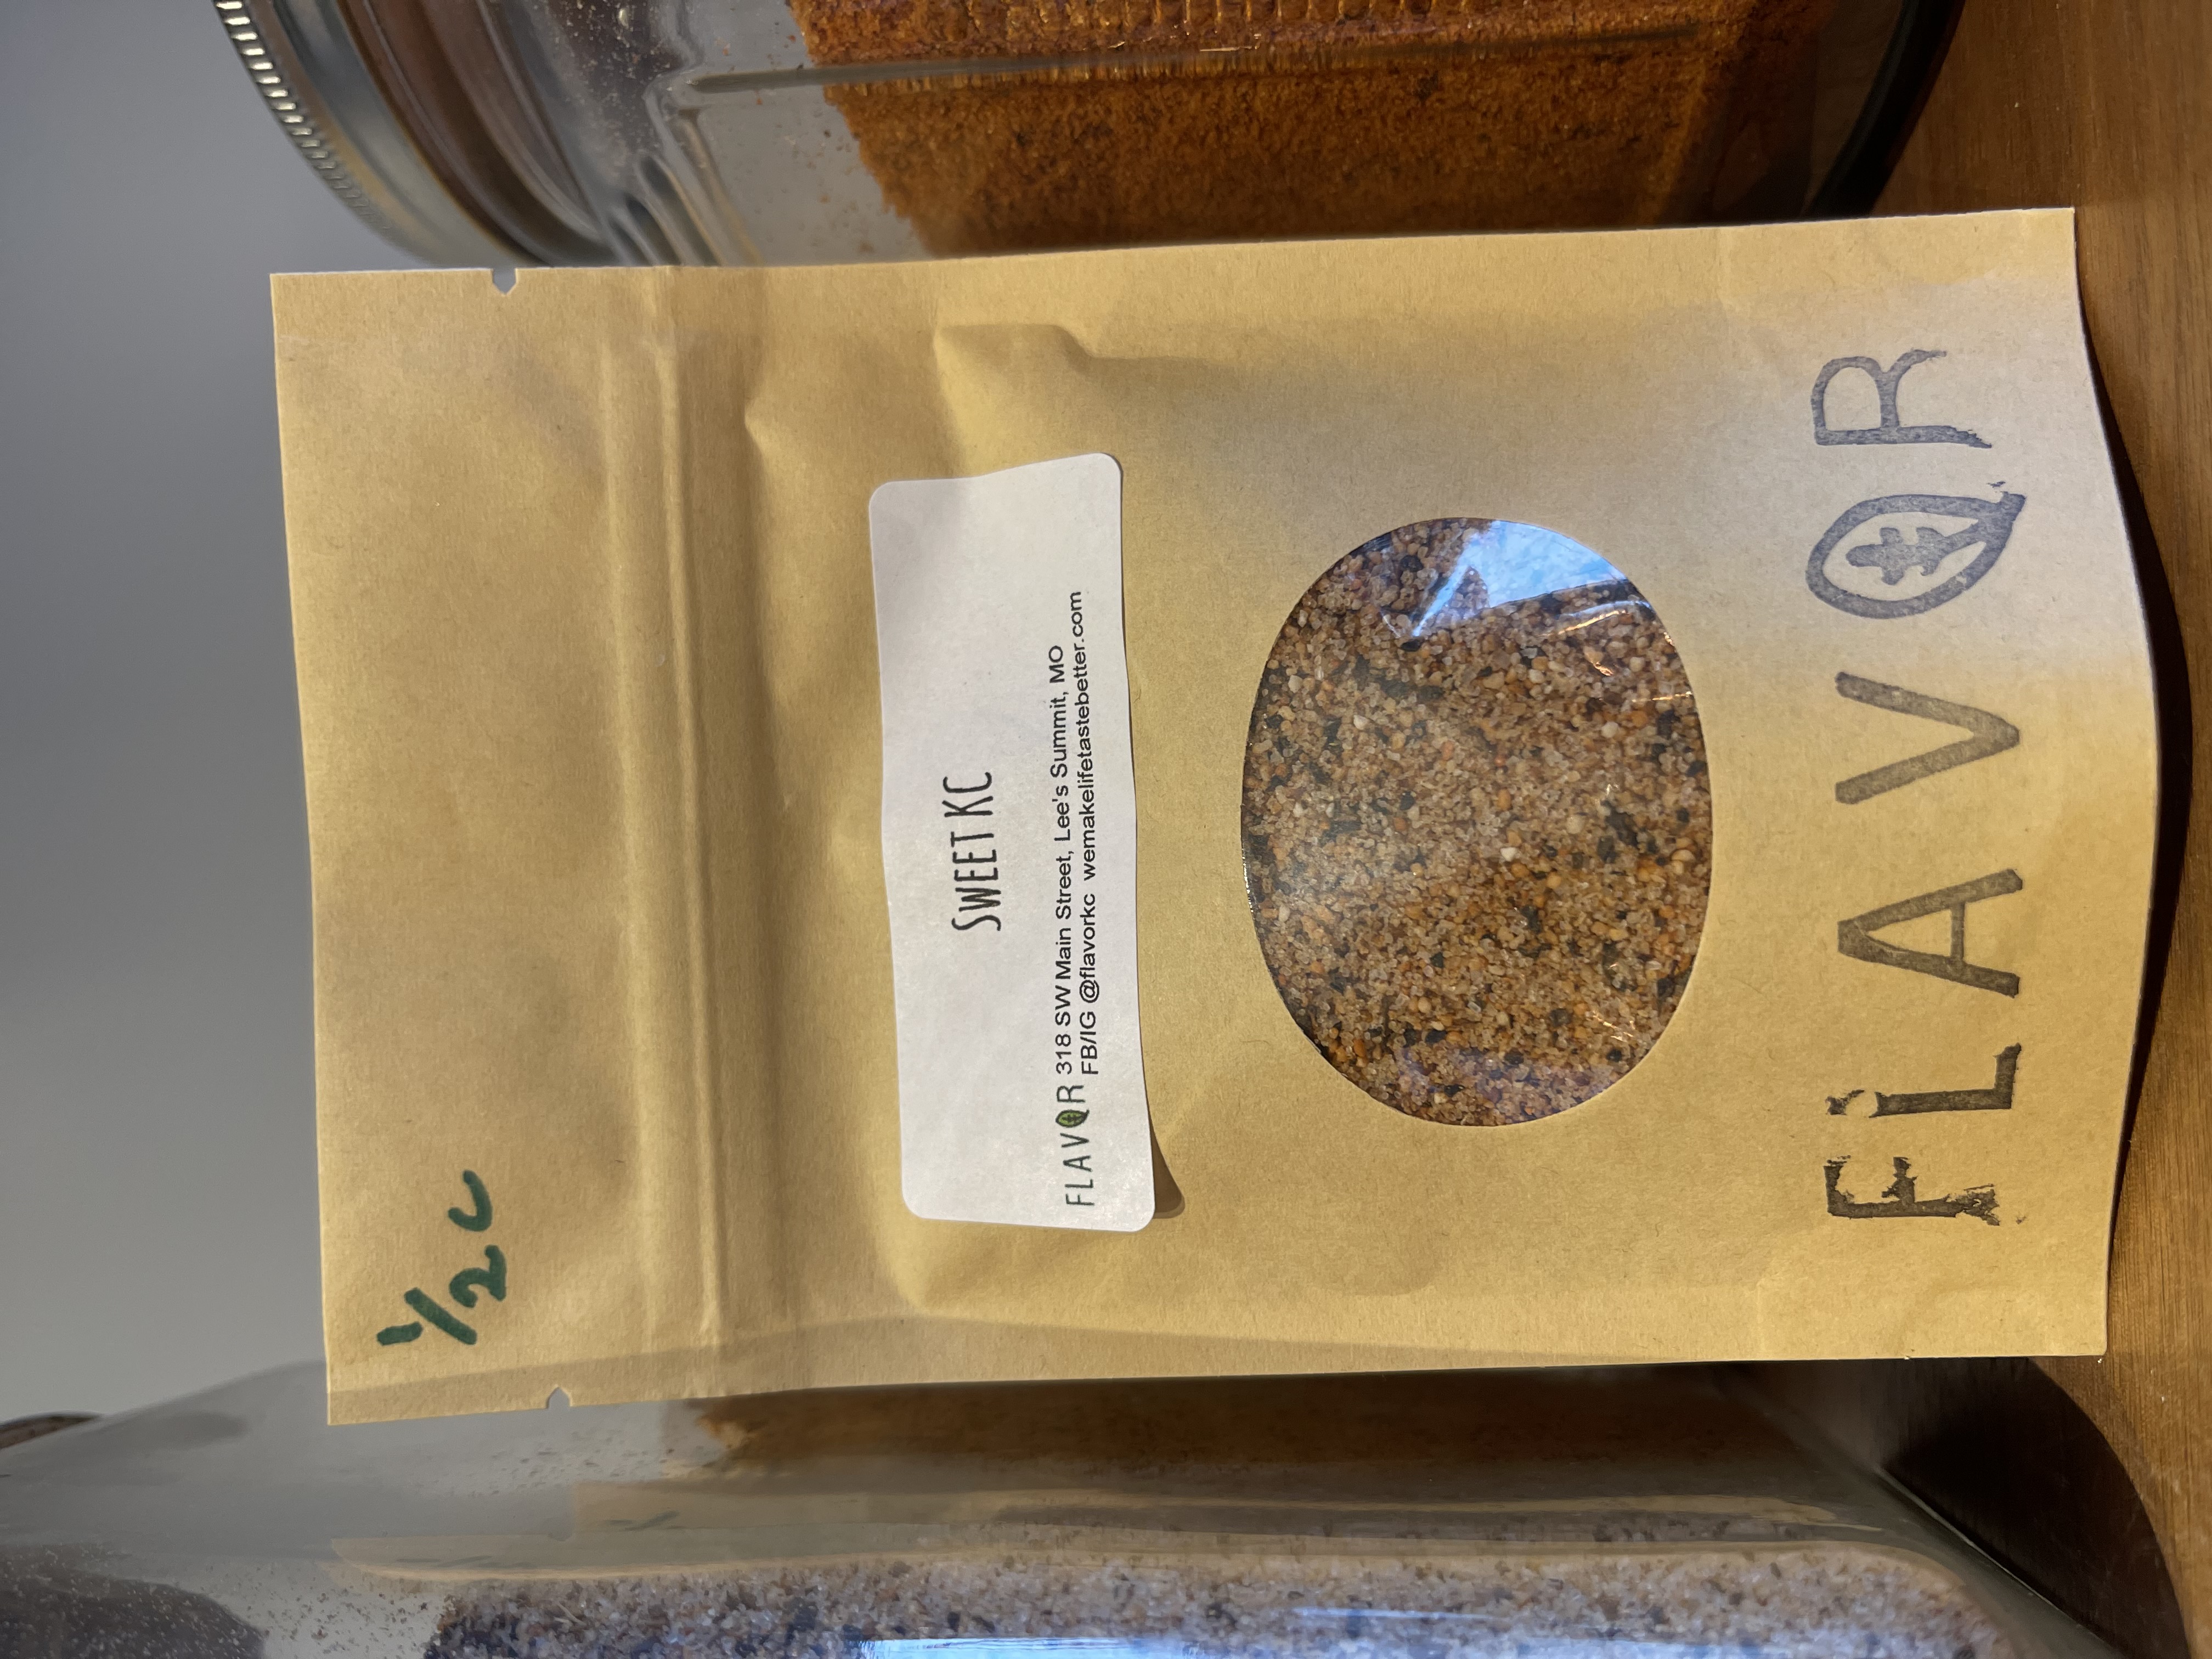 1/2 C
SWEET KC
FLAVOR 318 SW Main Street, Lee's Summit, MO
FB/IG @flavorkc wemakelifetastebetter.com
FLAVOR